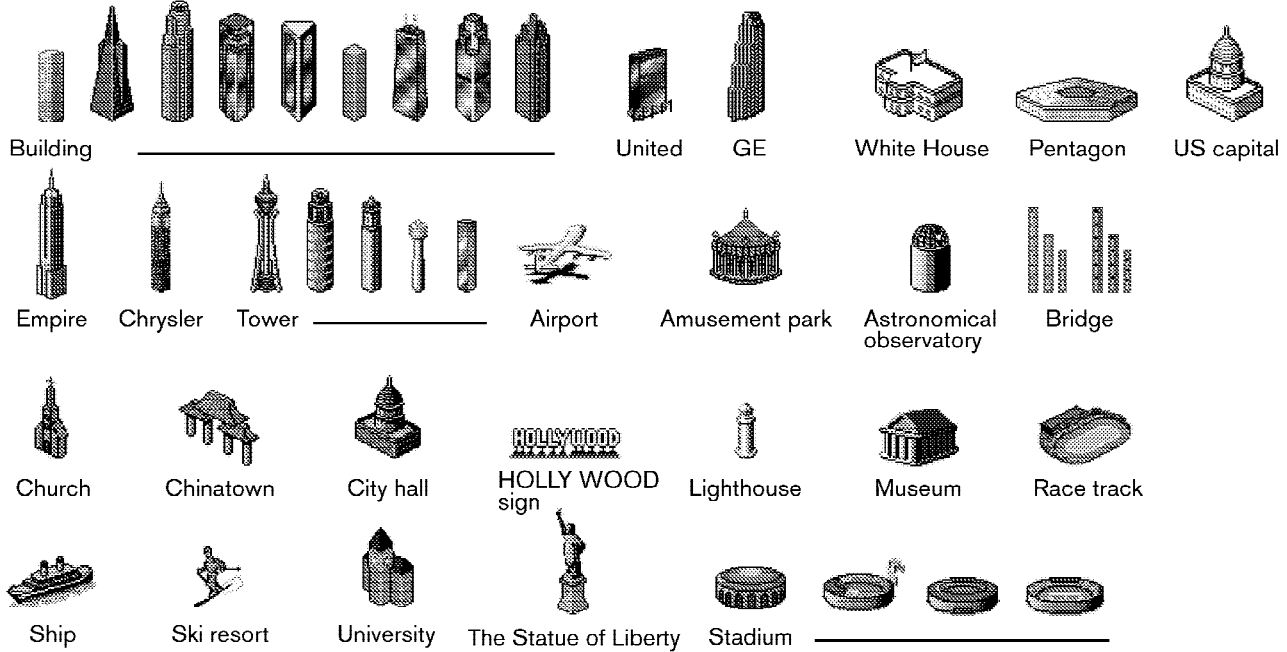 Building
United
GE
White House
Pentagon
US capital
Empire
Chrysler
Tower
Airport
Amusement park
Astronomical
observatory
Bridge
Church
Chinatown
City hall
HOLLYWOOD
HOLLY WOOD
sign
Lighthouse
Museum
Race track
Ship
Ski resort
University
The Statue of Liberty
Stadium